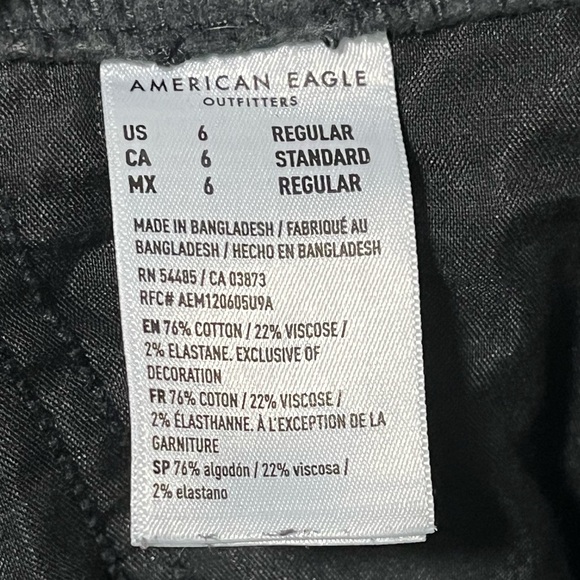 AMERICAN EAGLE
OUTFITTERS
US 6 REGULAR
CA 6 STANDARD
MX 6 REGULAR
MADE IN BANGLADESH / FABRIQUÉ AU
BANGLADESH / HECHO EN BANGLADESH
RN 54485 / CA 03873
RFC# AEM120605U9A
EN 76% COTTON / 22% VISCOSE /
2% ELASTANE. EXCLUSIVE OF
DECORATION
FR 76% COTON / 22% VISCOSE /
2% ÉLASTHANNE. À L'EXCEPTION DE LA
GARNITURE
SP 76% algodón / 22% viscosa /
2% elastano